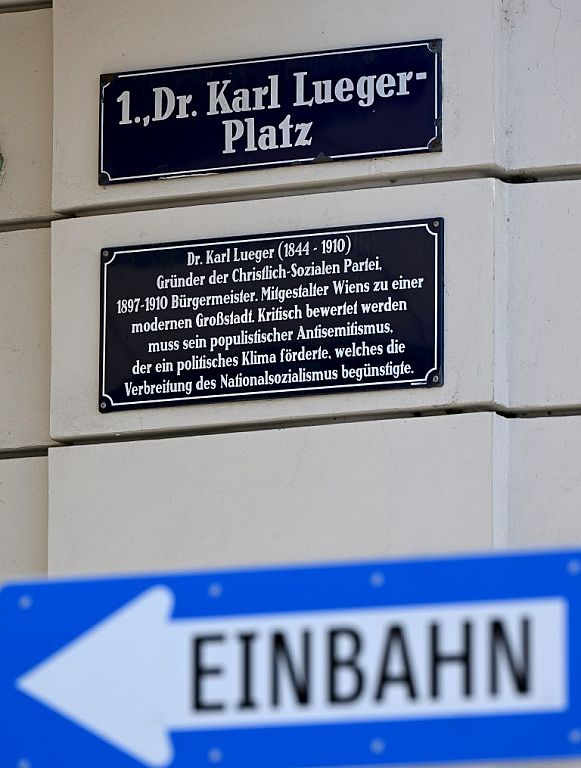 1.,Dr. Karl Lueger-
Platz
Dr. Karl Lueger (1844 - 1910)
Gründer der Christlich-Sozialen Partei,
1897-1910 Bürgermeister. Mitgestalter Wiens zu einer
modernen Großstadt. Kritisch bewertet werden
muss sein populistischer Antisemitismus,
der ein politisches Klima förderte, welches die
Verbreitung des Nationalsozialismus begünstigte.
EINBAHN